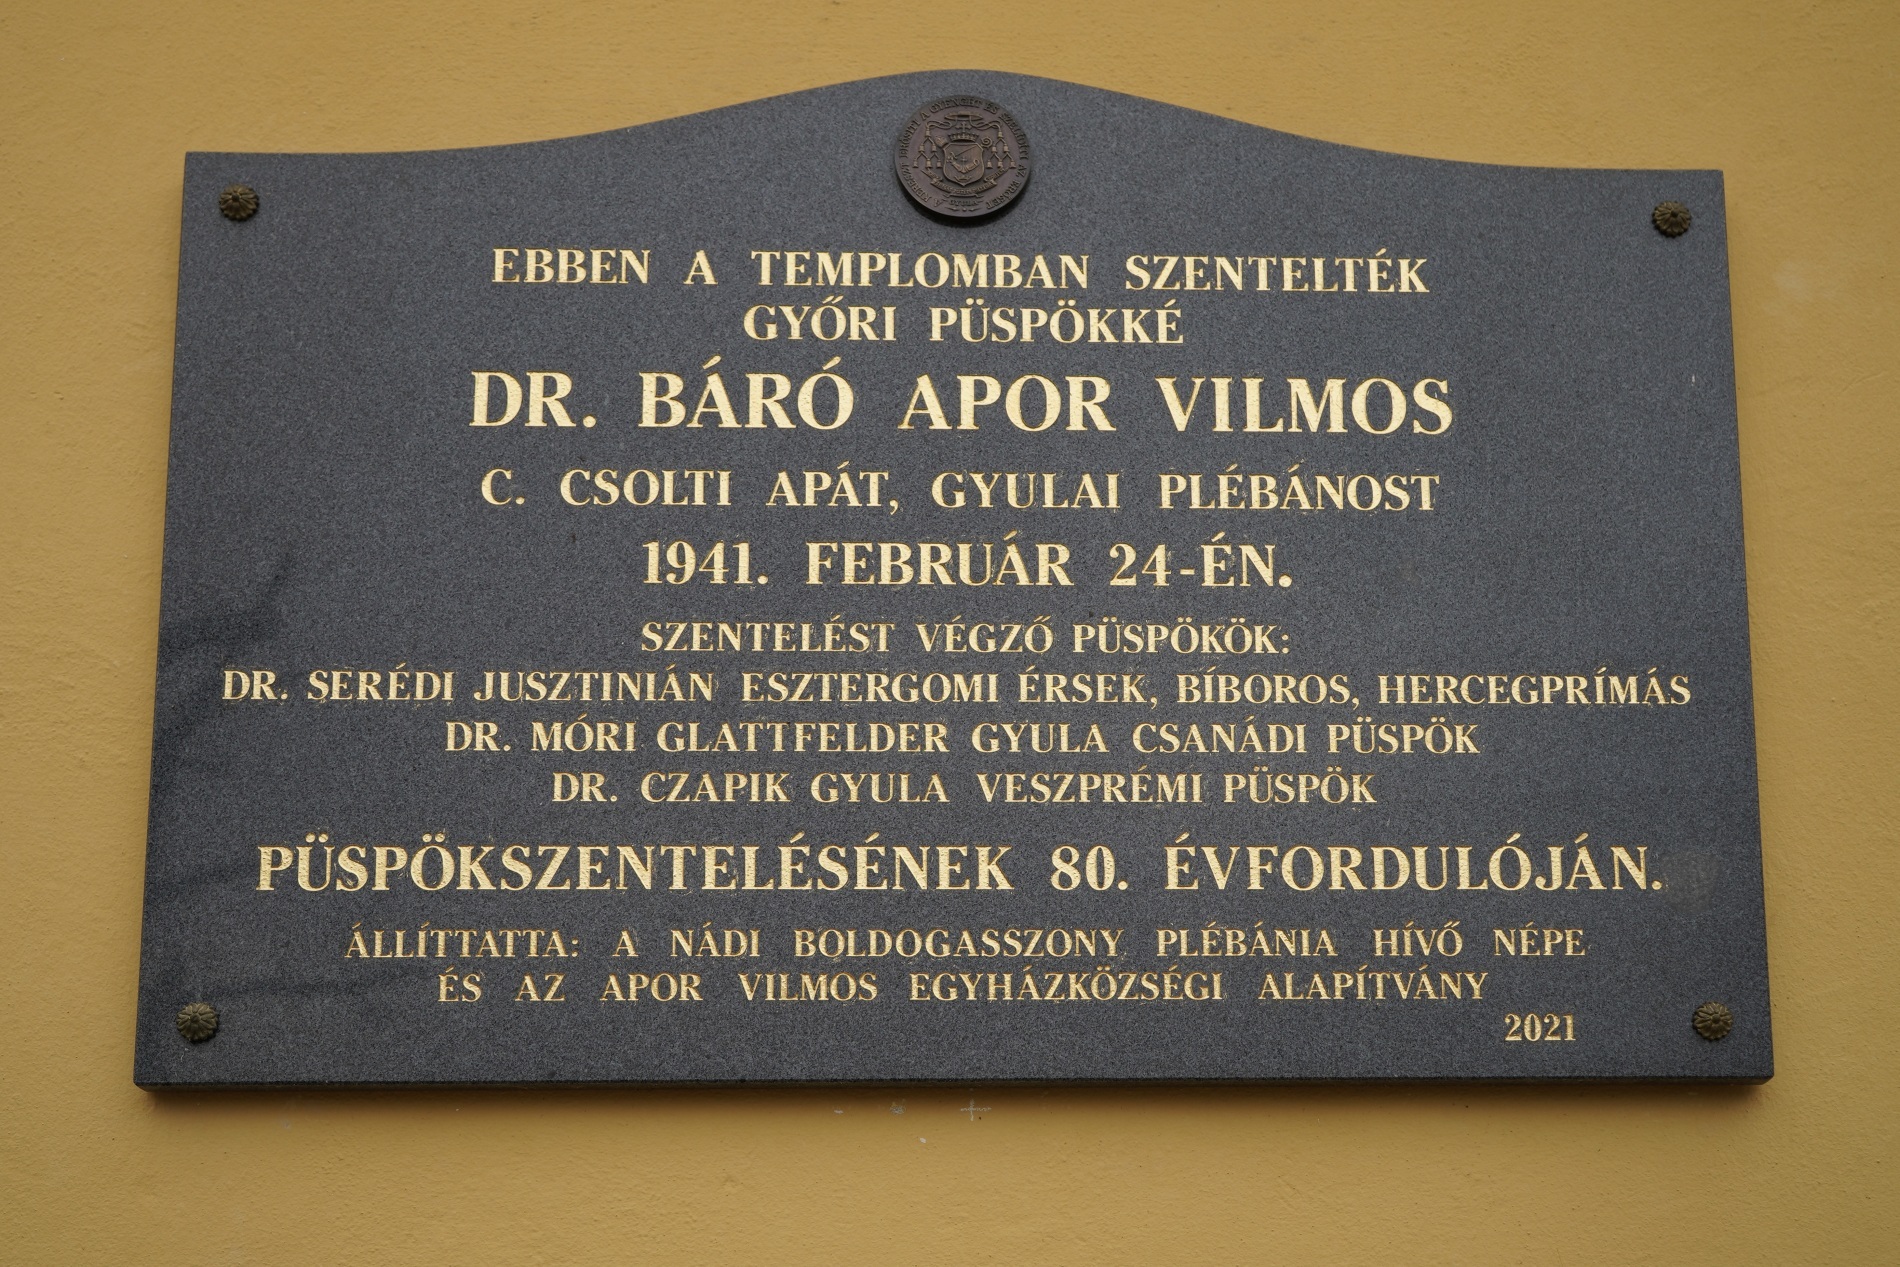 EBBEN A TEMPLOMBAN SZENTELTÉK
GYŐRI PÜSPÖKKÉ
DR. BÁRÓ APOR VILMOS
C. CSOLTI APÁT, GYULAI PLÉBÁNOST
1941. FEBRUÁR 24-ÉN.
SZENTELÉST VÉGZŐ PÜSPÖKÖK:
DR. SERÉDI JUSZTINIÁN ESZTERGOMI ÉRSEK, BÍBOROS, HERCEGPRÍMÁS
DR. MÓRI GLATTFELDER GYULA CSANÁDI PÜSPÖK
DR. CZAPIK GYULA VESZPRÉMI PÜSPÖK
PÜSPÖKSZENTELÉSÉNEK 80. ÉVFORDULÓJÁN.
ÁLLÍTTATTA: A NÁDI BOLDOGASSZONY PLÉBÁNIA HÍVŐ NÉPE
ÉS AZ APOR VILMOS EGYHÁZKÖZSÉGI ALAPÍTVÁNY
2021